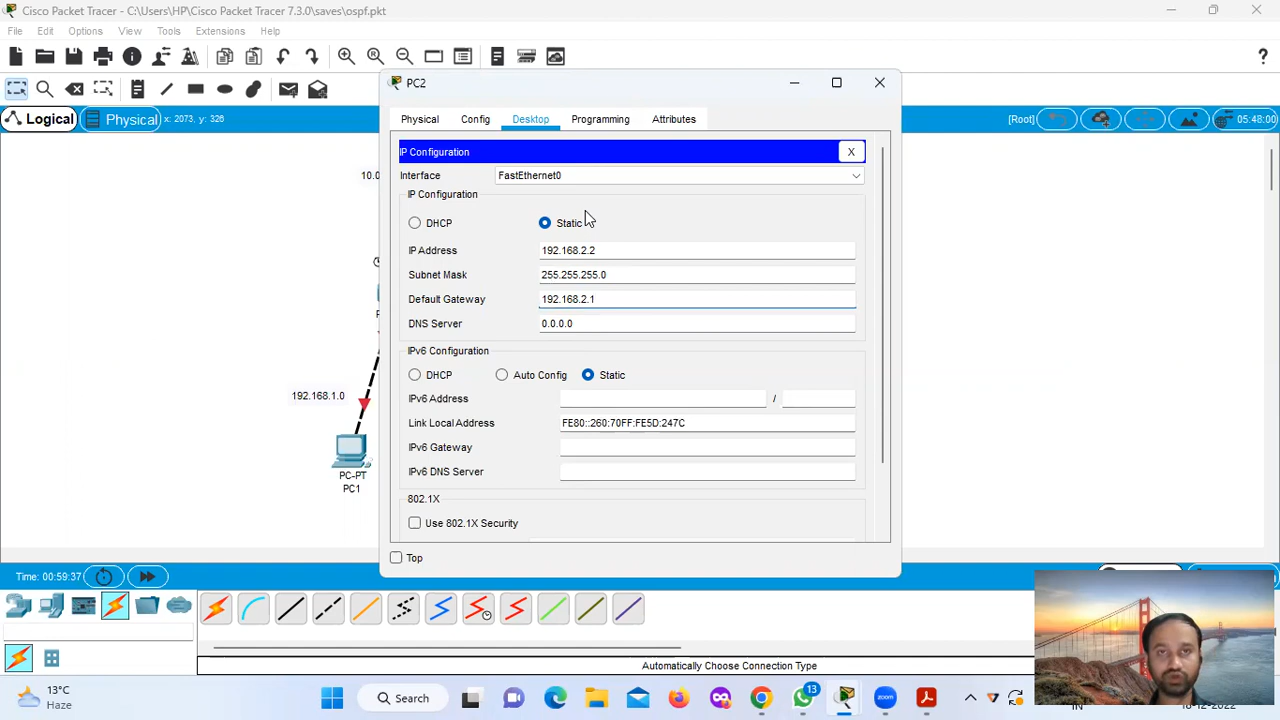 Cisco Packet Tracer - C:\Users\HP\Cisco Packet Tracer 7.3.0\saves\ospf.pkt
File Edit Options View Tools Extensions Help
Logical Physical x: 2073, y: 326 [Root] 05:48:00
PC2
Physical Config Desktop Programming Attributes
IP Configuration X
Interface FastEthernet0
IP Configuration
DHCP Static
IP Address 192.168.2.2
Subnet Mask 255.255.255.0
Default Gateway 192.168.2.1
DNS Server 0.0.0.0
IPv6 Configuration
DHCP Auto Config Static
IPv6 Address /
Link Local Address FE80::260:70FF:FE5D:247C
IPv6 Gateway
IPv6 DNS Server
802.1X
Use 802.1X Security
Top
10.0
192.168.1.0
PC-PT
PC1
Time: 00:59:37
Automatically Choose Connection Type
13°C
Haze
Search
13